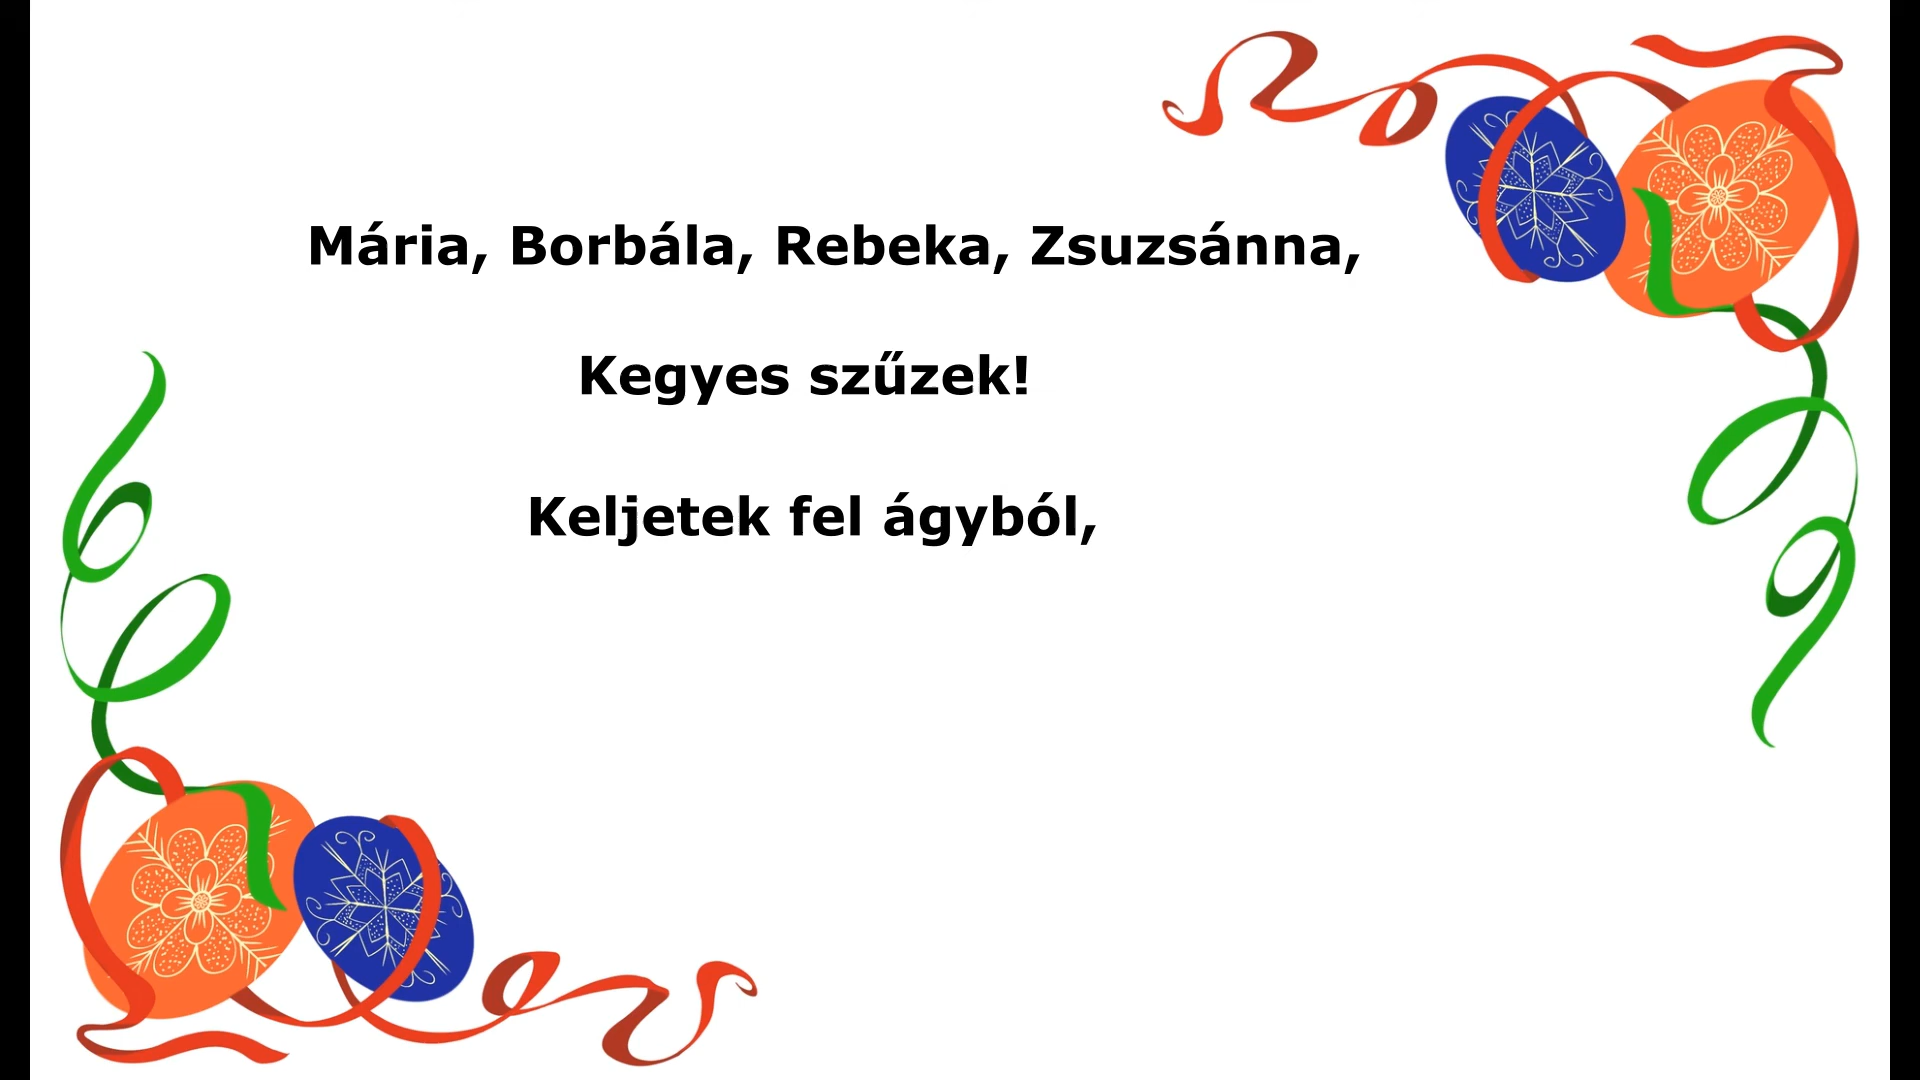 Mária, Borbála, Rebeka, Zsuzsánna,
Kegyes szűzek!
Keljetek fel ágyból,